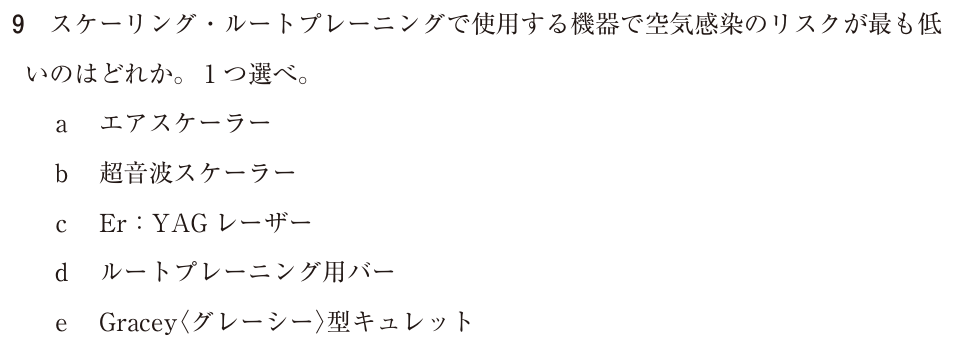 9　スケーリング・ルートプレーニングで使用する機器で空気感染のリスクが最も低
いのはどれか。１つ選べ。
a　エアスケーラー
b　超音波スケーラー
c　Er：YAG レーザー
d　ルートプレーニング用バー
e　Gracey〈グレーシー〉型キュレット